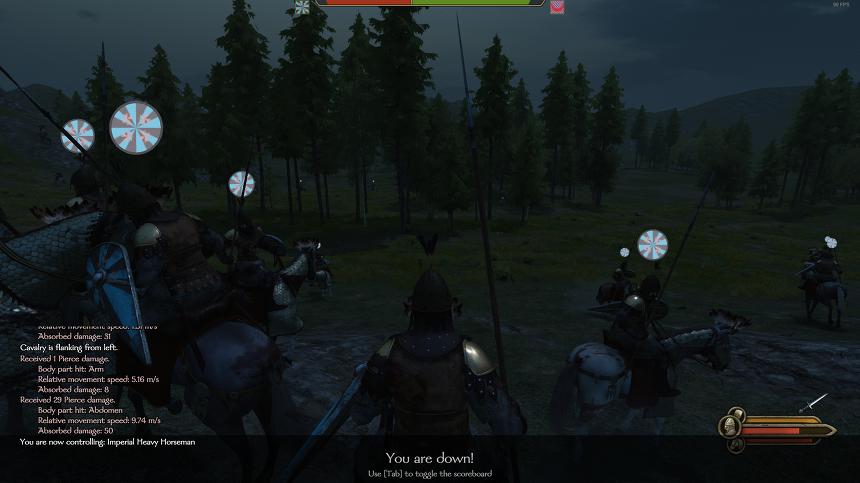 98 FPS
Absorbed damage: 31
Cavalry is flanking from left.
Received 1 Pierce damage.
Body part hit: Arm
Relative movement speed: 5.16 m/s
Absorbed damage: 8
Received 29 Pierce damage.
Body part hit: Abdomen
Relative movement speed: 9.74 m/s
Absorbed damage: 50
You are now controlling: Imperial Heavy Horseman
You are down!
Use [Tab] to toggle the scoreboard